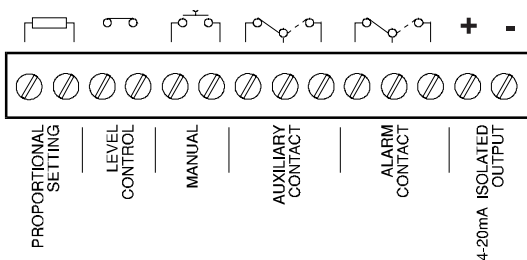 + -
PROPORTIONAL
SETTING
LEVEL
CONTROL
MANUAL
AUXILIARY
CONTACT
ALARM
CONTACT
4-20mA ISOLATED
OUTPUT